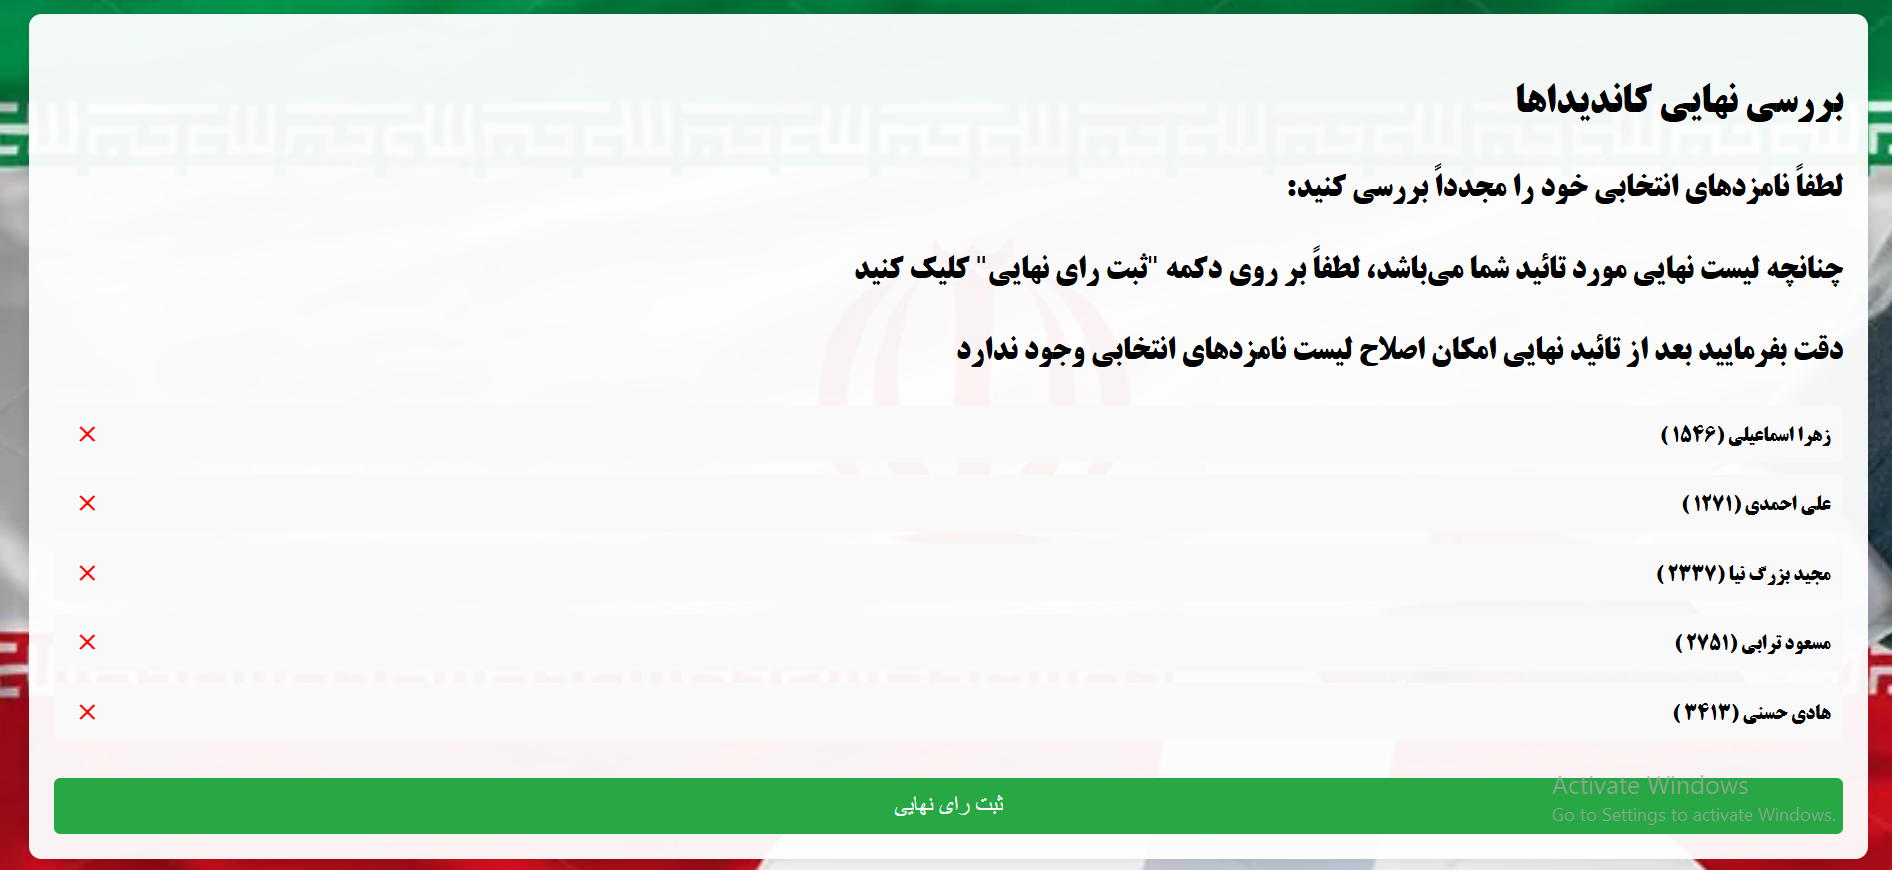 بررسی نهایی کاندیداها
لطفاً نامزدهای انتخابی خود را مجدداً بررسی کنید:
چنانچه لیست نهایی مورد تائید شما می‌باشد، لطفاً بر روی دکمه "ثبت رای نهایی" کلیک کنید
دقت بفرمایید بعد از تائید نهایی امکان اصلاح لیست نامزدهای انتخابی وجود ندارد
زهرا اسماعیلی (۱۵۴۶ ) ×
علی احمدی (۱۲۷۱ ) ×
مجید بزرگ نیا (۲۳۳۷ ) ×
مسعود ترابی (۲۷۵۱ ) ×
هادی حسنی (۳۴۱۳ ) ×
ثبت رای نهایی
Activate Windows
Go to Settings to activate Windows.